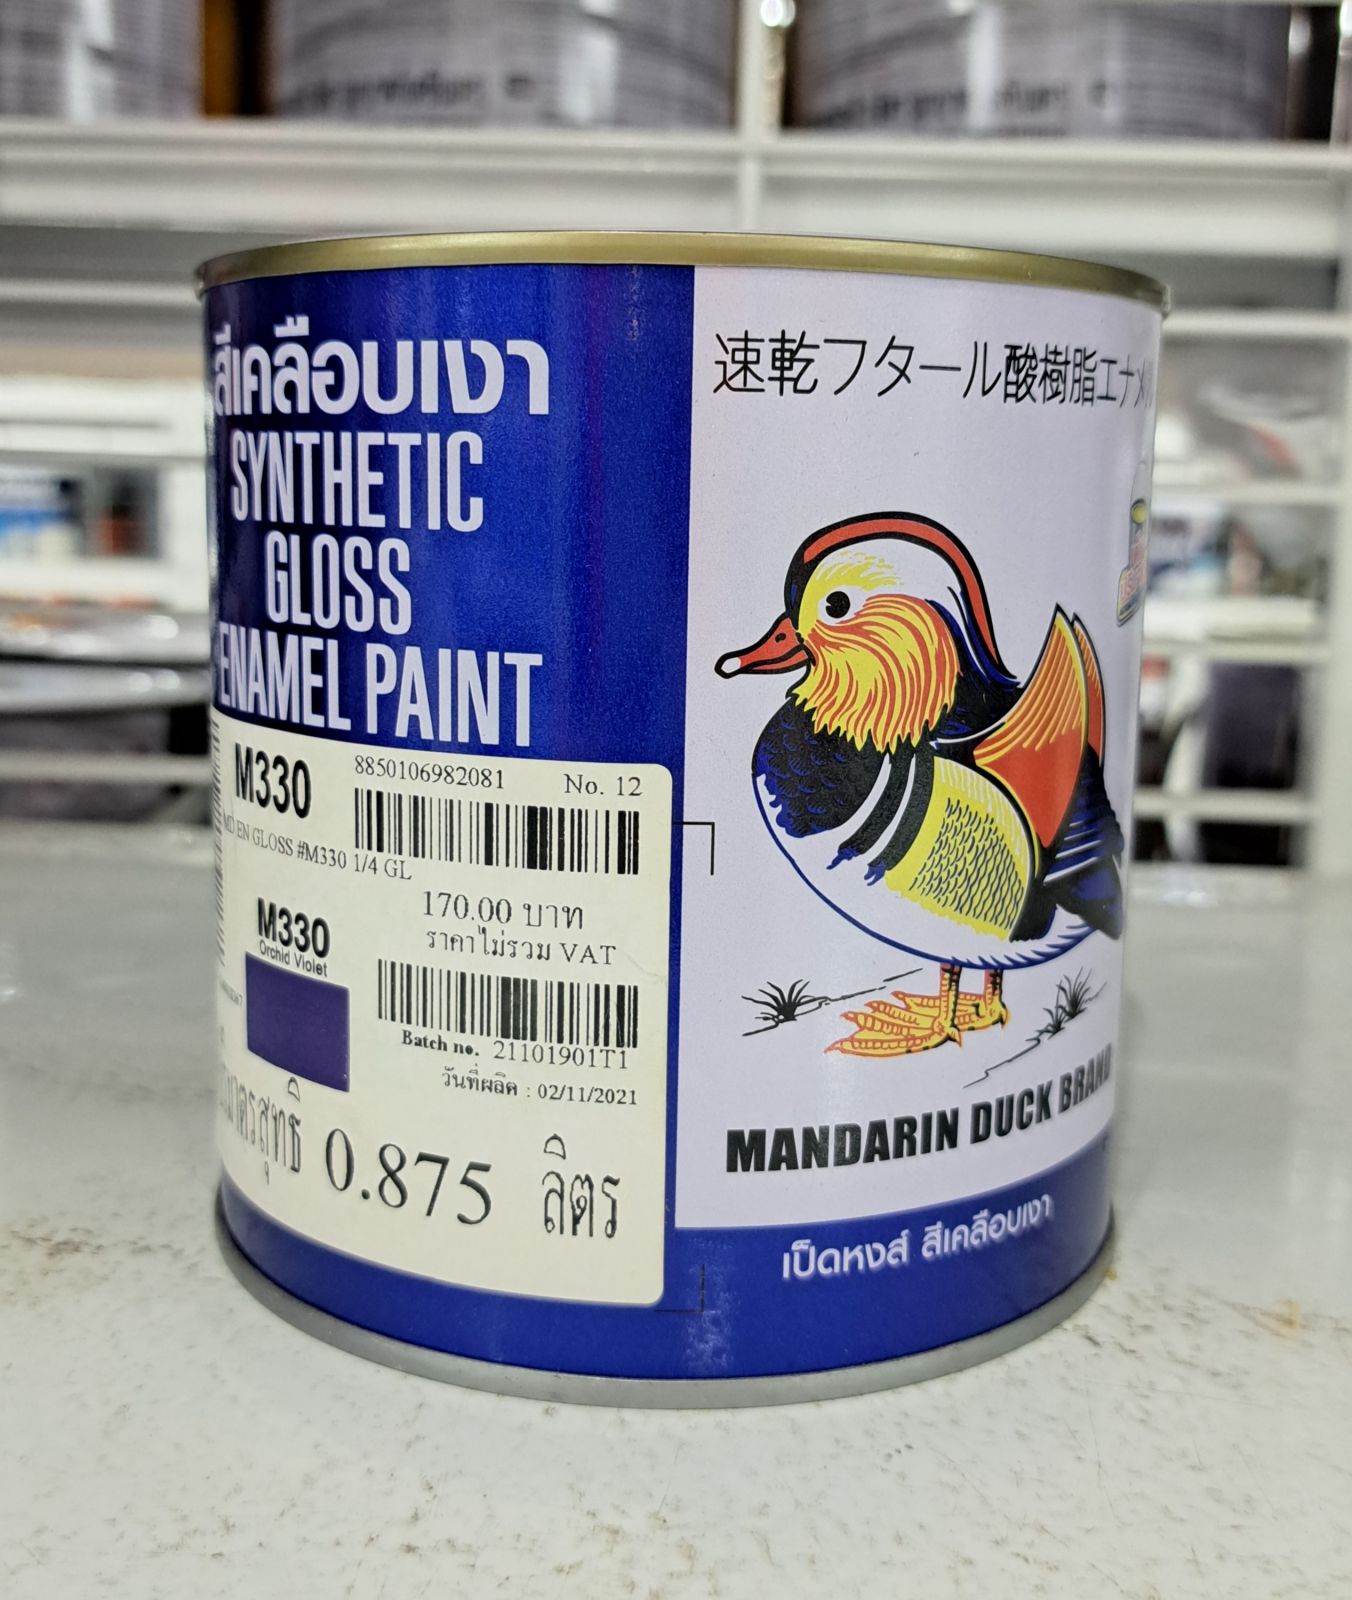 สีเคลือบเงา
SYNTHETIC
GLOSS
ENAMEL PAINT
M330
8850106982081 No. 12
MD EN GLOSS #M330 1/4 GL
170.00 บาท
ราคาไม่รวม VAT
M330
Orchid Violet
Batch no. 21101901T1
วันที่ผลิต : 02/11/2021
0.875 ลิตร
速乾フタール酸樹脂エナメル
MANDARIN DUCK BRAND
เป็ดหงส์ สีเคลือบเงา